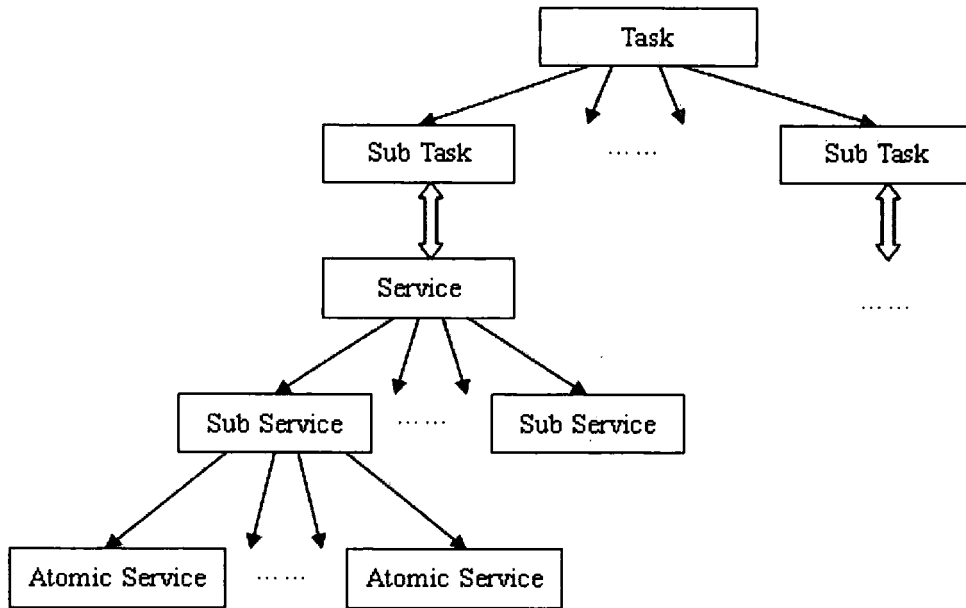 Task
Sub Task
……
Sub Task
Service
……
Sub Service
……
Sub Service
Atomic Service
……
Atomic Service